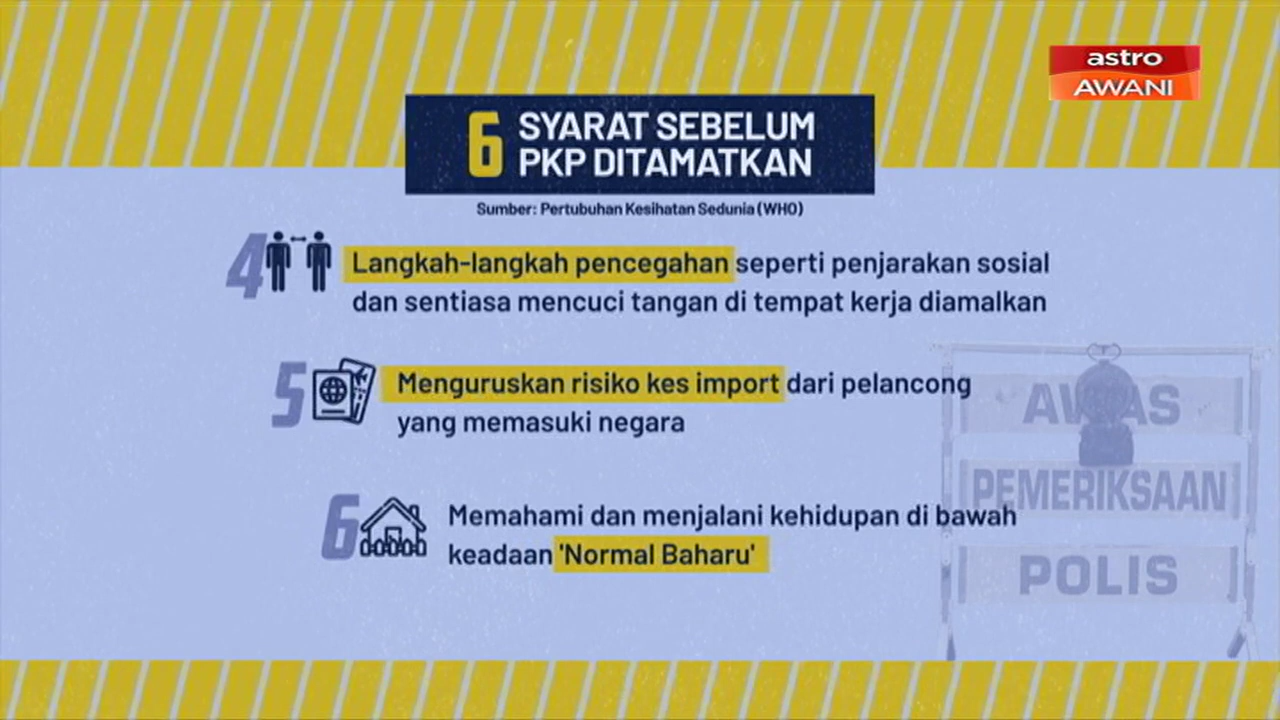 astro
AWANI
6 SYARAT SEBELUM
PKP DITAMATKAN
Sumber: Pertubuhan Kesihatan Sedunia (WHO)
4 Langkah-langkah pencegahan seperti penjarakan sosial
dan sentiasa mencuci tangan di tempat kerja diamalkan
5 Menguruskan risiko kes import dari pelancong
yang memasuki negara
6 Memahami dan menjalani kehidupan di bawah
keadaan 'Normal Baharu'
AWAS
PEMERIKSAAN
POLIS